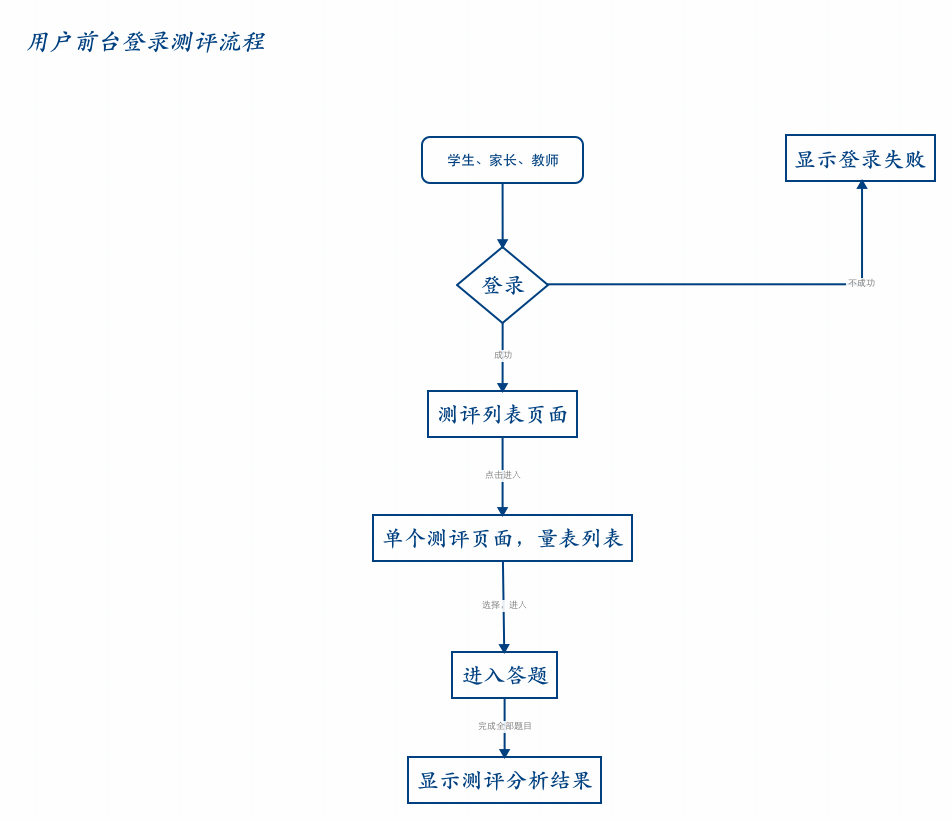 用户前台登录测评流程
学生、家长、教师
显示登录失败
登录
不成功
成功
测评列表页面
点击进入
单个测评页面，量表列表
选择，进入
进入答题
完成全部题目
显示测评分析结果